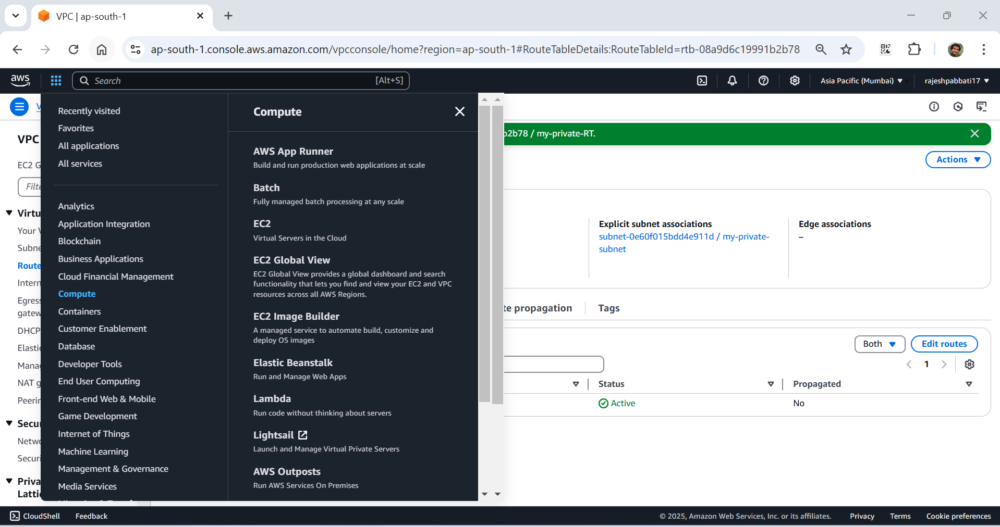 VPC | ap-south-1
ap-south-1.console.aws.amazon.com/vpcconsole/home?region=ap-south-1#RouteTableDetails:RouteTableId=rtb-08a9d6c19991b2b78
aws
Search
[Alt+S]
Asia Pacific (Mumbai)
rajeshpabbati17
Recently visited
Favorites
All applications
All services
Analytics
Application Integration
Blockchain
Business Applications
Cloud Financial Management
Compute
Containers
Customer Enablement
Database
Developer Tools
End User Computing
Front-end Web & Mobile
Game Development
Internet of Things
Machine Learning
Management & Governance
Media Services
Compute
AWS App Runner
Build and run production web applications at scale
Batch
Fully managed batch processing at any scale
EC2
Virtual Servers in the Cloud
EC2 Global View
EC2 Global View provides a global dashboard and search
functionality that lets you find and view your EC2 and VPC
resources across all AWS Regions.
EC2 Image Builder
A managed service to automate build, customize and
deploy OS images
Elastic Beanstalk
Run and Manage Web Apps
Lambda
Run code without thinking about servers
Lightsail
Launch and Manage Virtual Private Servers
AWS Outposts
Run AWS Services On Premises
VPC
EC2 G
Filte
Virtu
Your V
Subne
Route
Intern
Egress
gatew
DHCP
Elastic
Manag
NAT g
Peerin
Secu
Netwo
Securi
Priva
Latti
b2b78 / my-private-RT.
Actions
Explicit subnet associations
subnet-0e60f015bdd4e911d / my-private-
subnet
Edge associations
–
te propagation
Tags
Both
Edit routes
1
Status
Propagated
Active
No
CloudShell
Feedback
© 2025, Amazon Web Services, Inc. or its affiliates.
Privacy
Terms
Cookie preferences